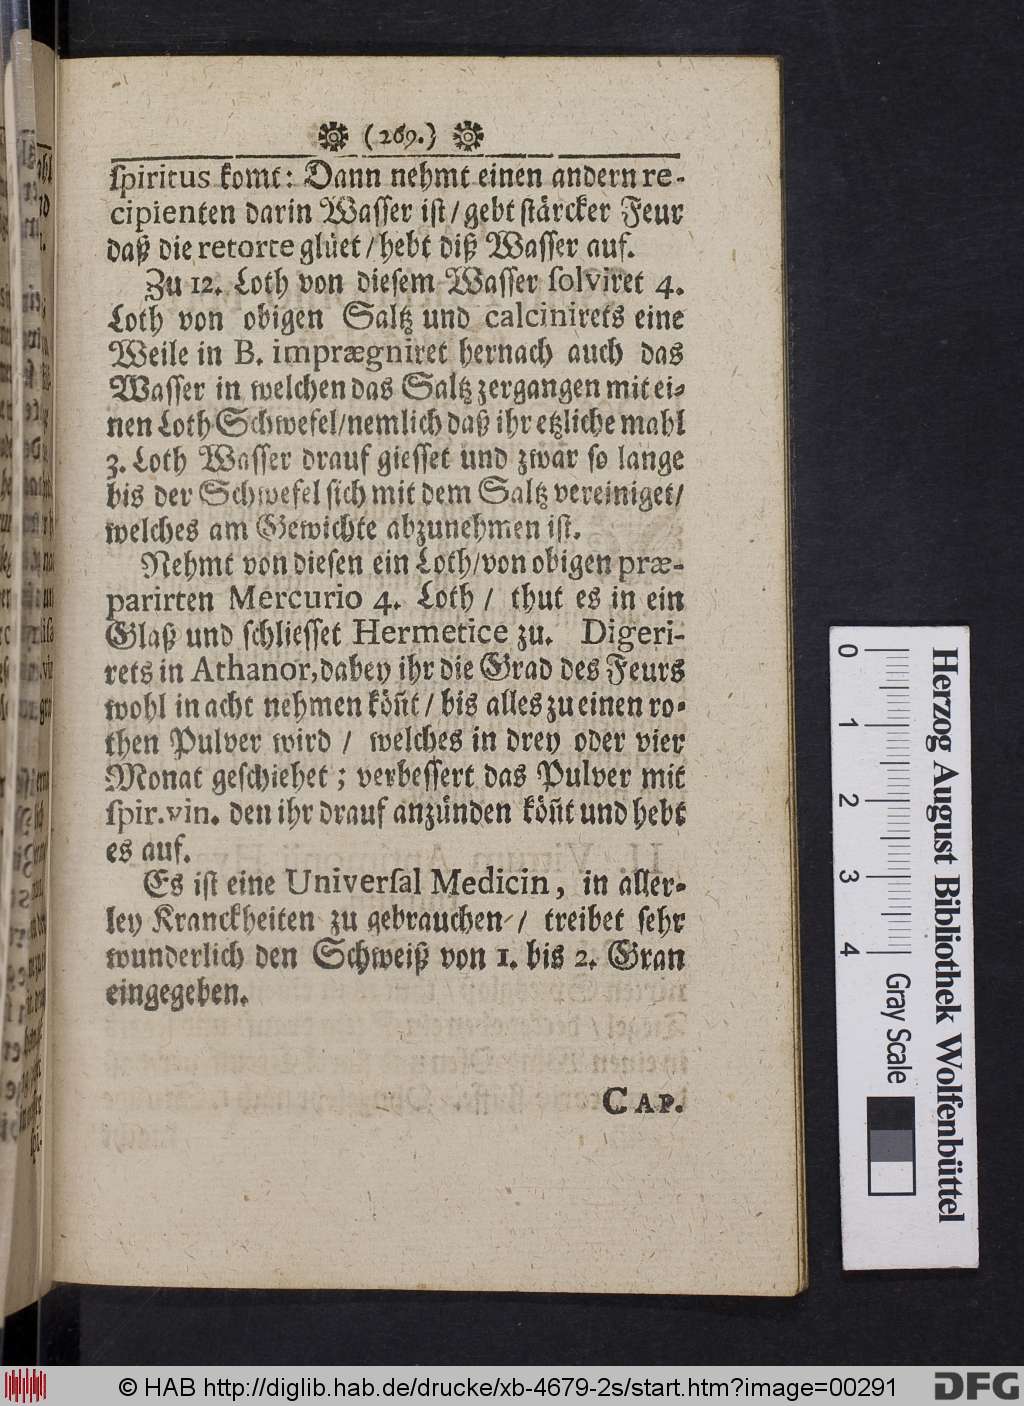 (269.)
ſpiritus komt: Dann nehmt einen andern re-
cipienten darin Waſſer iſt / gebt ſtärcker Feur
daß die retorte glüet / hebt diß Waſſer auf.
Zu 12. Loth von dieſem Waſſer ſolviret 4.
Loth von obigen Saltz und calcinirets eine
Weile in B. imprægniret hernach auch das
Waſſer in welchen das Saltz zergangen mit ei-
nen Loth Schwefel / nemlich daß ihr etzliche mahl
3. Loth Waſſer drauf gieſſet und zwar ſo lange
bis der Schwefel ſich mit dem Saltz vereiniget /
welches am Gewichte abzunehmen iſt.
Nehmt von dieſen ein Loth / von obigen præ-
parirten Mercurio 4. Loth / thut es in ein
Glaß und ſchlieſſet Hermetice zu. Digeri-
rets in Athanor, dabey ihr die Grad des Feurs
wohl in acht nehmen köñt / bis alles zu einen ro-
then Pulver wird / welches in drey oder vier
Monat geſchiehet ; verbeſſert das Pulver mit
ſpir. vin. den ihr drauf anzünden köñt und hebt
es auf.
Es iſt eine Univerſal Medicin, in aller-
ley Kranckheiten zu gebrauchen / treibet ſehr
wunderlich den Schweiß von 1. bis 2. Gran
eingegeben.
CAP.
Herzog August Bibliothek Wolfenbüttel
0 1 2 3 4
Gray Scale
© HAB http://diglib.hab.de/drucke/xb-4679-2s/start.htm?image=00291
DFG